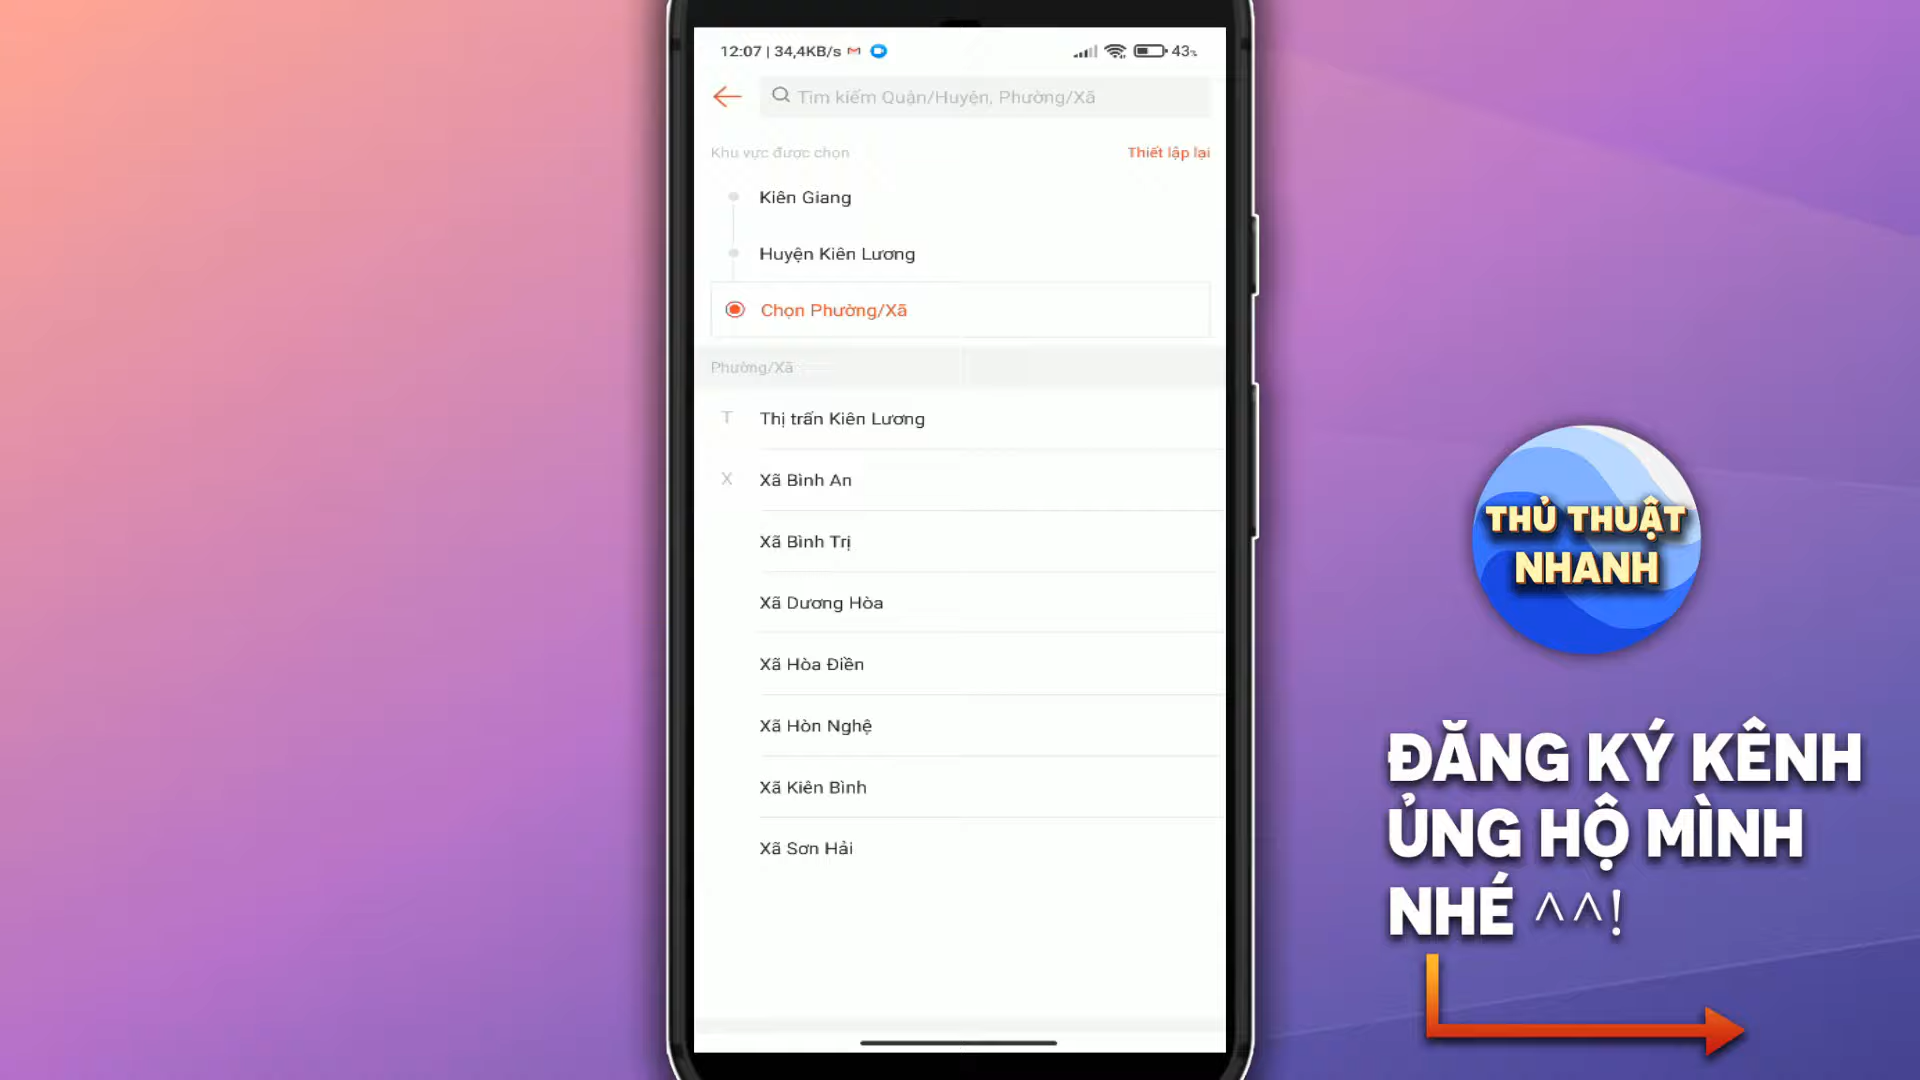 12:07 | 34,4KB/s
43%
Tìm kiếm Quận/Huyện, Phường/Xã
Khu vực được chọn
Thiết lập lại
Kiên Giang
Huyện Kiên Lương
Chọn Phường/Xã
Phường/Xã
T
Thị trấn Kiên Lương
X
Xã Bình An
Xã Bình Trị
Xã Dương Hòa
Xã Hòa Điền
Xã Hòn Nghệ
Xã Kiên Bình
Xã Sơn Hải
THỦ THUẬT
NHANH
ĐĂNG KÝ KÊNH
ỦNG HỘ MÌNH
NHÉ ^^!